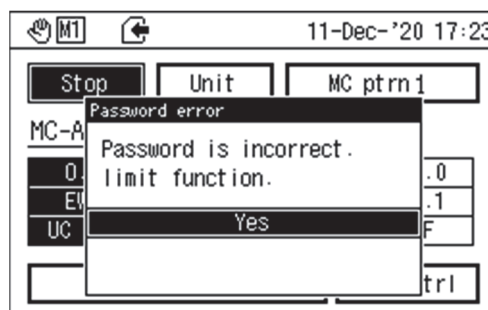 M1 11-Dec-'20 17:23
Stop Unit MC ptrn1
Password error
MC-A
Password is incorrect.
limit function.
0. .0
EW .1
Yes
UC F
trl